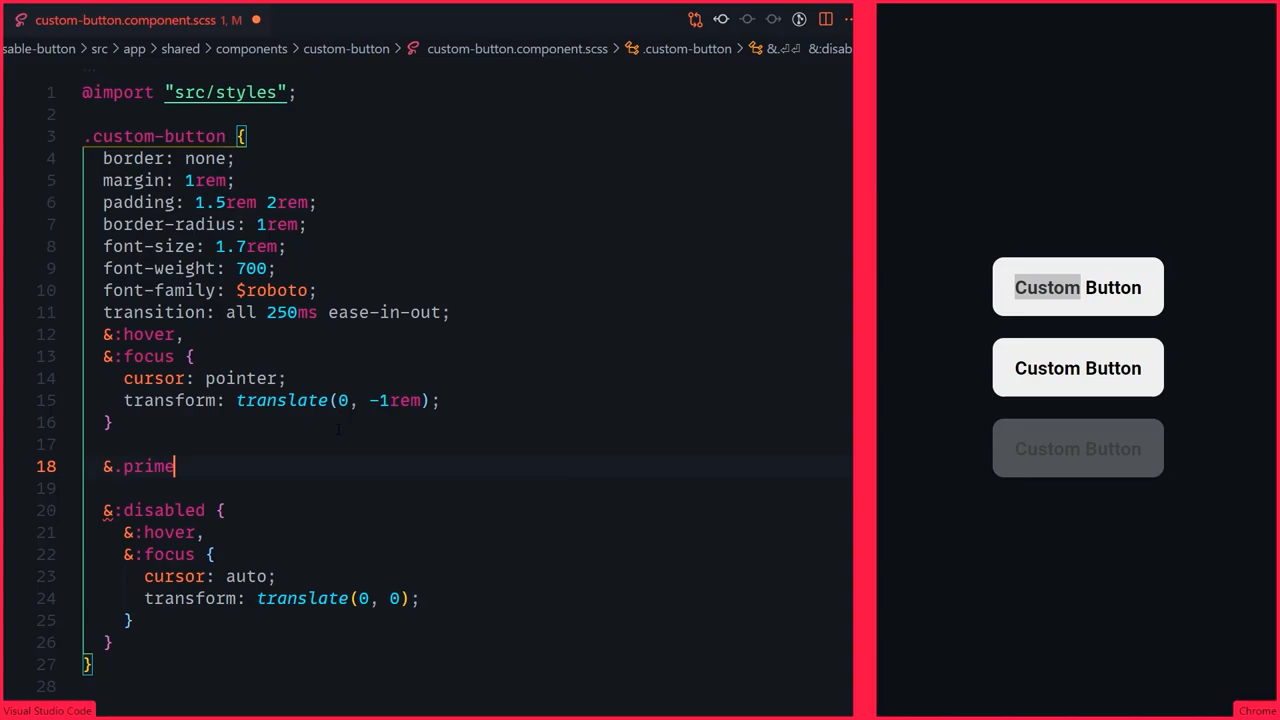 custom-button.component.scss 1, M
sable-button > src > app > shared > components > custom-button > custom-button.component.scss > .custom-button > &.⏎⏎ &:disab
1 @import "src/styles";
2
3 .custom-button {
4 border: none;
5 margin: 1rem;
6 padding: 1.5rem 2rem;
7 border-radius: 1rem;
8 font-size: 1.7rem;
9 font-weight: 700;
10 font-family: $roboto;
11 transition: all 250ms ease-in-out;
12 &:hover,
13 &:focus {
14 cursor: pointer;
15 transform: translate(0, -1rem);
16 }
17
18 &.prime
19
20 &:disabled {
21 &:hover,
22 &:focus {
23 cursor: auto;
24 transform: translate(0, 0);
25 }
26 }
27 }
28
Visual Studio Code
Custom Button
Custom Button
Custom Button
Chrome